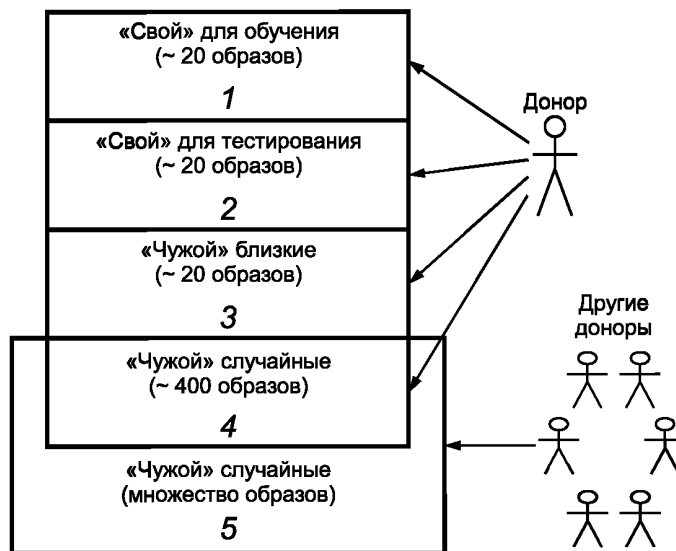 «Свой» для обучения
(~ 20 образов)
1
Донор
«Свой» для тестирования
(~ 20 образов)
2
«Чужой» близкие
(~ 20 образов)
3
Другие
доноры
«Чужой» случайные
(~ 400 образов)
4
«Чужой» случайные
(множество образов)
5